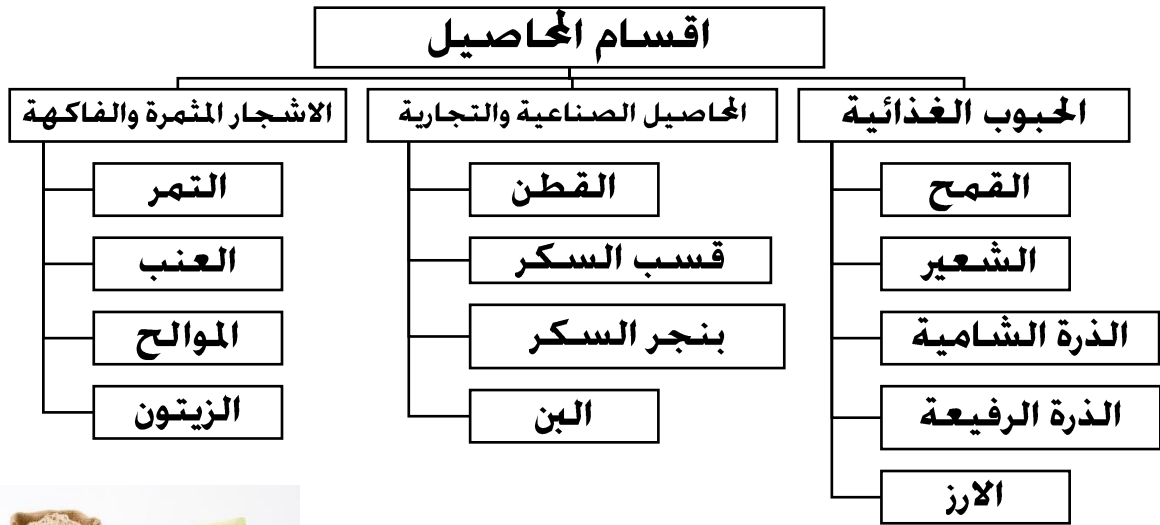 اقسام المحاصيل
الحبوب الغذائية
القمح
الشعير
الذرة الشامية
الذرة الرفيعة
الارز
المحاصيل الصناعية والتجارية
القطن
قسب السكر
بنجر السكر
البن
الاشجار المثمرة والفاكهة
التمر
العنب
الموالح
الزيتون